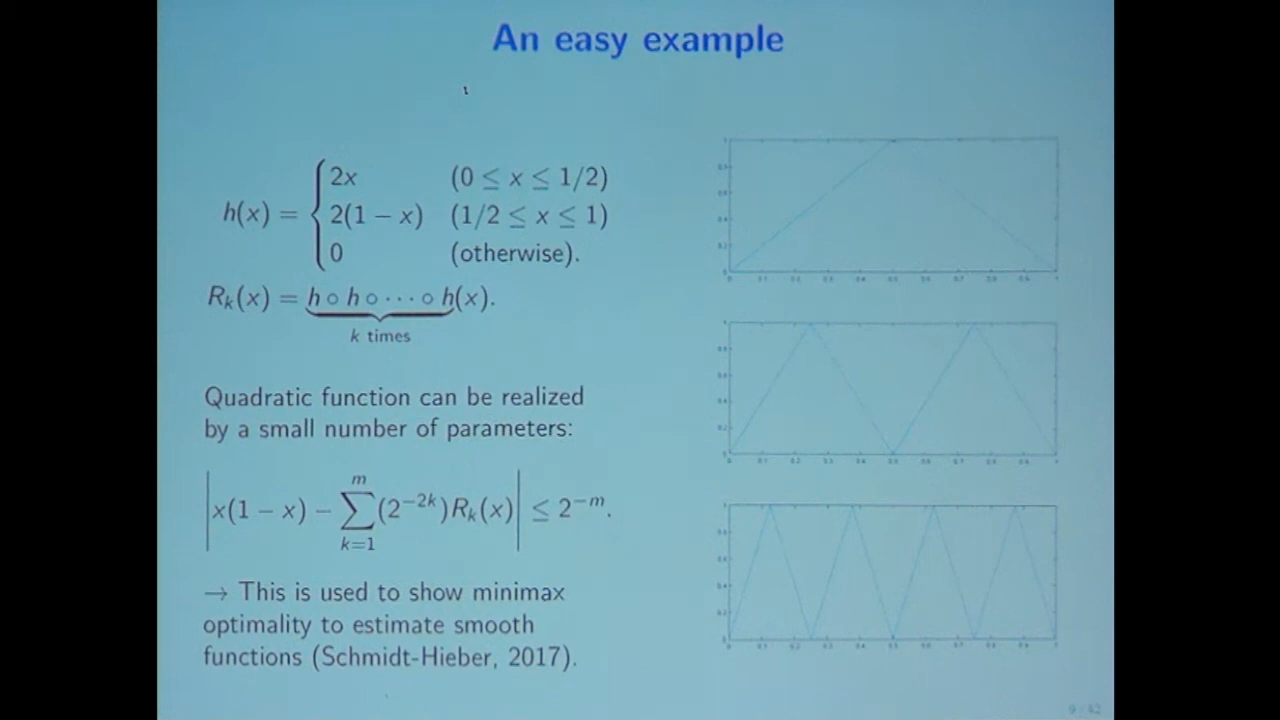 An easy example
h(x) = { 2x (0 ≤ x ≤ 1/2)
2(1 − x) (1/2 ≤ x ≤ 1)
0 (otherwise).
R_k(x) = h ∘ h ∘ ⋯ ∘ h(x).
k times
Quadratic function can be realized
by a small number of parameters:
|x(1 − x) − ∑_{k=1}^{m} (2^{−2k})R_k(x)| ≤ 2^{−m}.
→ This is used to show minimax
optimality to estimate smooth
functions (Schmidt-Hieber, 2017).
9 / 42